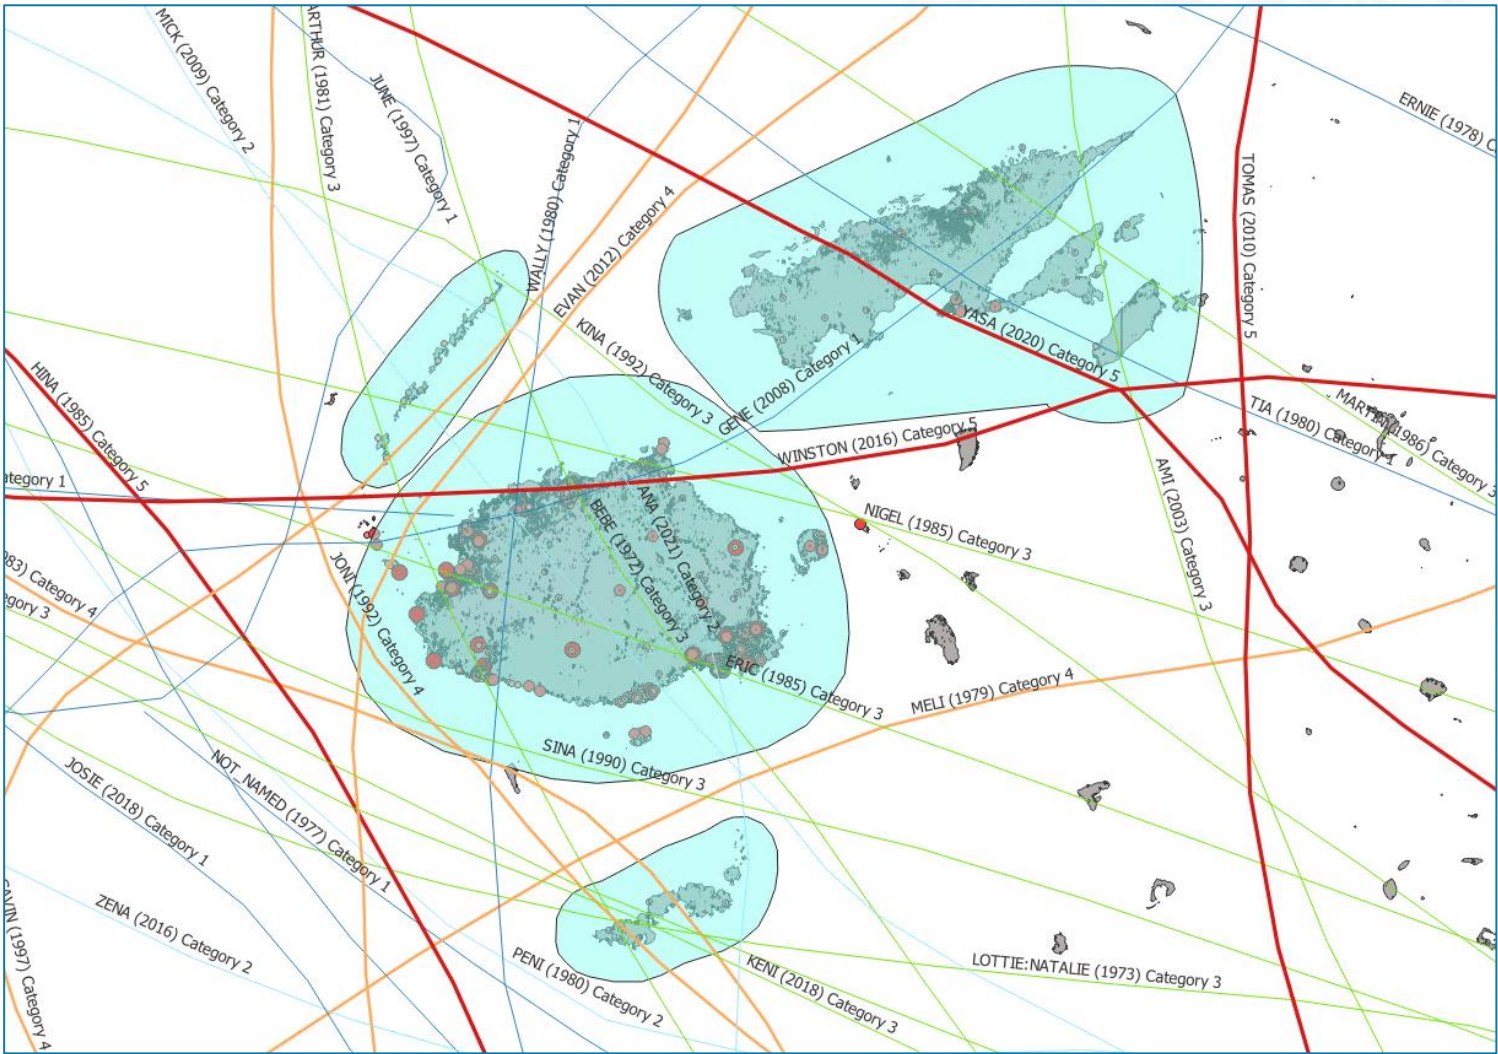 MICK (2009) Category 2
ARTHUR (1981) Category 3
JUNE (1997) Category 1
WALLY (1980) Category 1
EVAN (2012) Category 4
ERNIE (1978) C
TOMAS (2010) Category 5
YASA (2020) Category 5
KINA (1992) Category 3
GENE (2008) Category 1
HINA (1985) Category 5
WINSTON (2016) Category 5
TIA (1980) Category 1
MARTIN (1986) Category 3
AMI (2003) Category 3
ategory 1
NIGEL (1985) Category 3
ANA (2021) Category 2
BEBE (1972) Category 3
JONI (1992) Category 4
983) Category 4
egory 3
ERIC (1985) Category 3
MELI (1979) Category 4
SINA (1990) Category 3
JOSIE (2018) Category 1
NOT_NAMED (1977) Category 1
GAVIN (1997) Category 4
ZENA (2016) Category 2
PENI (1980) Category 2
KENI (2018) Category 3
LOTTIE:NATALIE (1973) Category 3